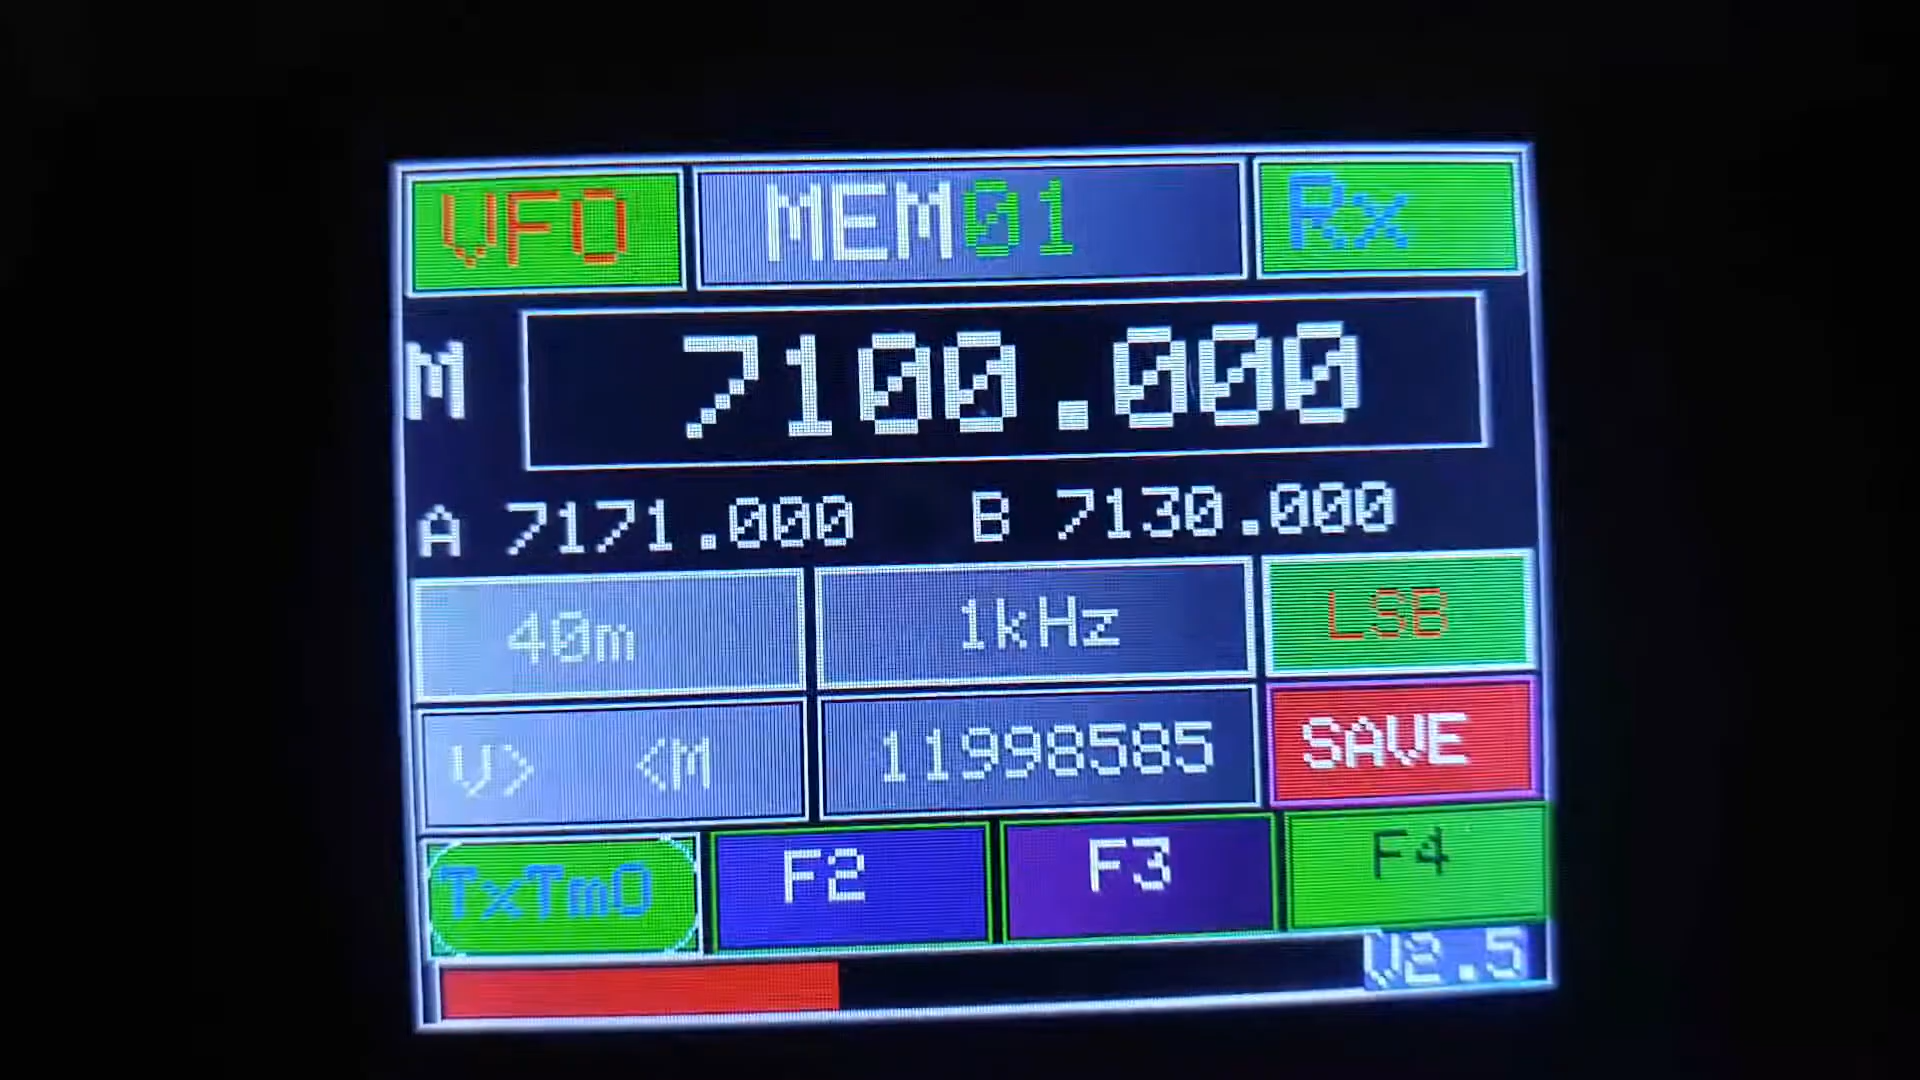 VFO MEM01 Rx
M 7100.000
A 7171.000 B 7130.000
40m 1kHz LSB
V> <M 11998585 SAVE
TxTmO F2 F3 F4
V2.5